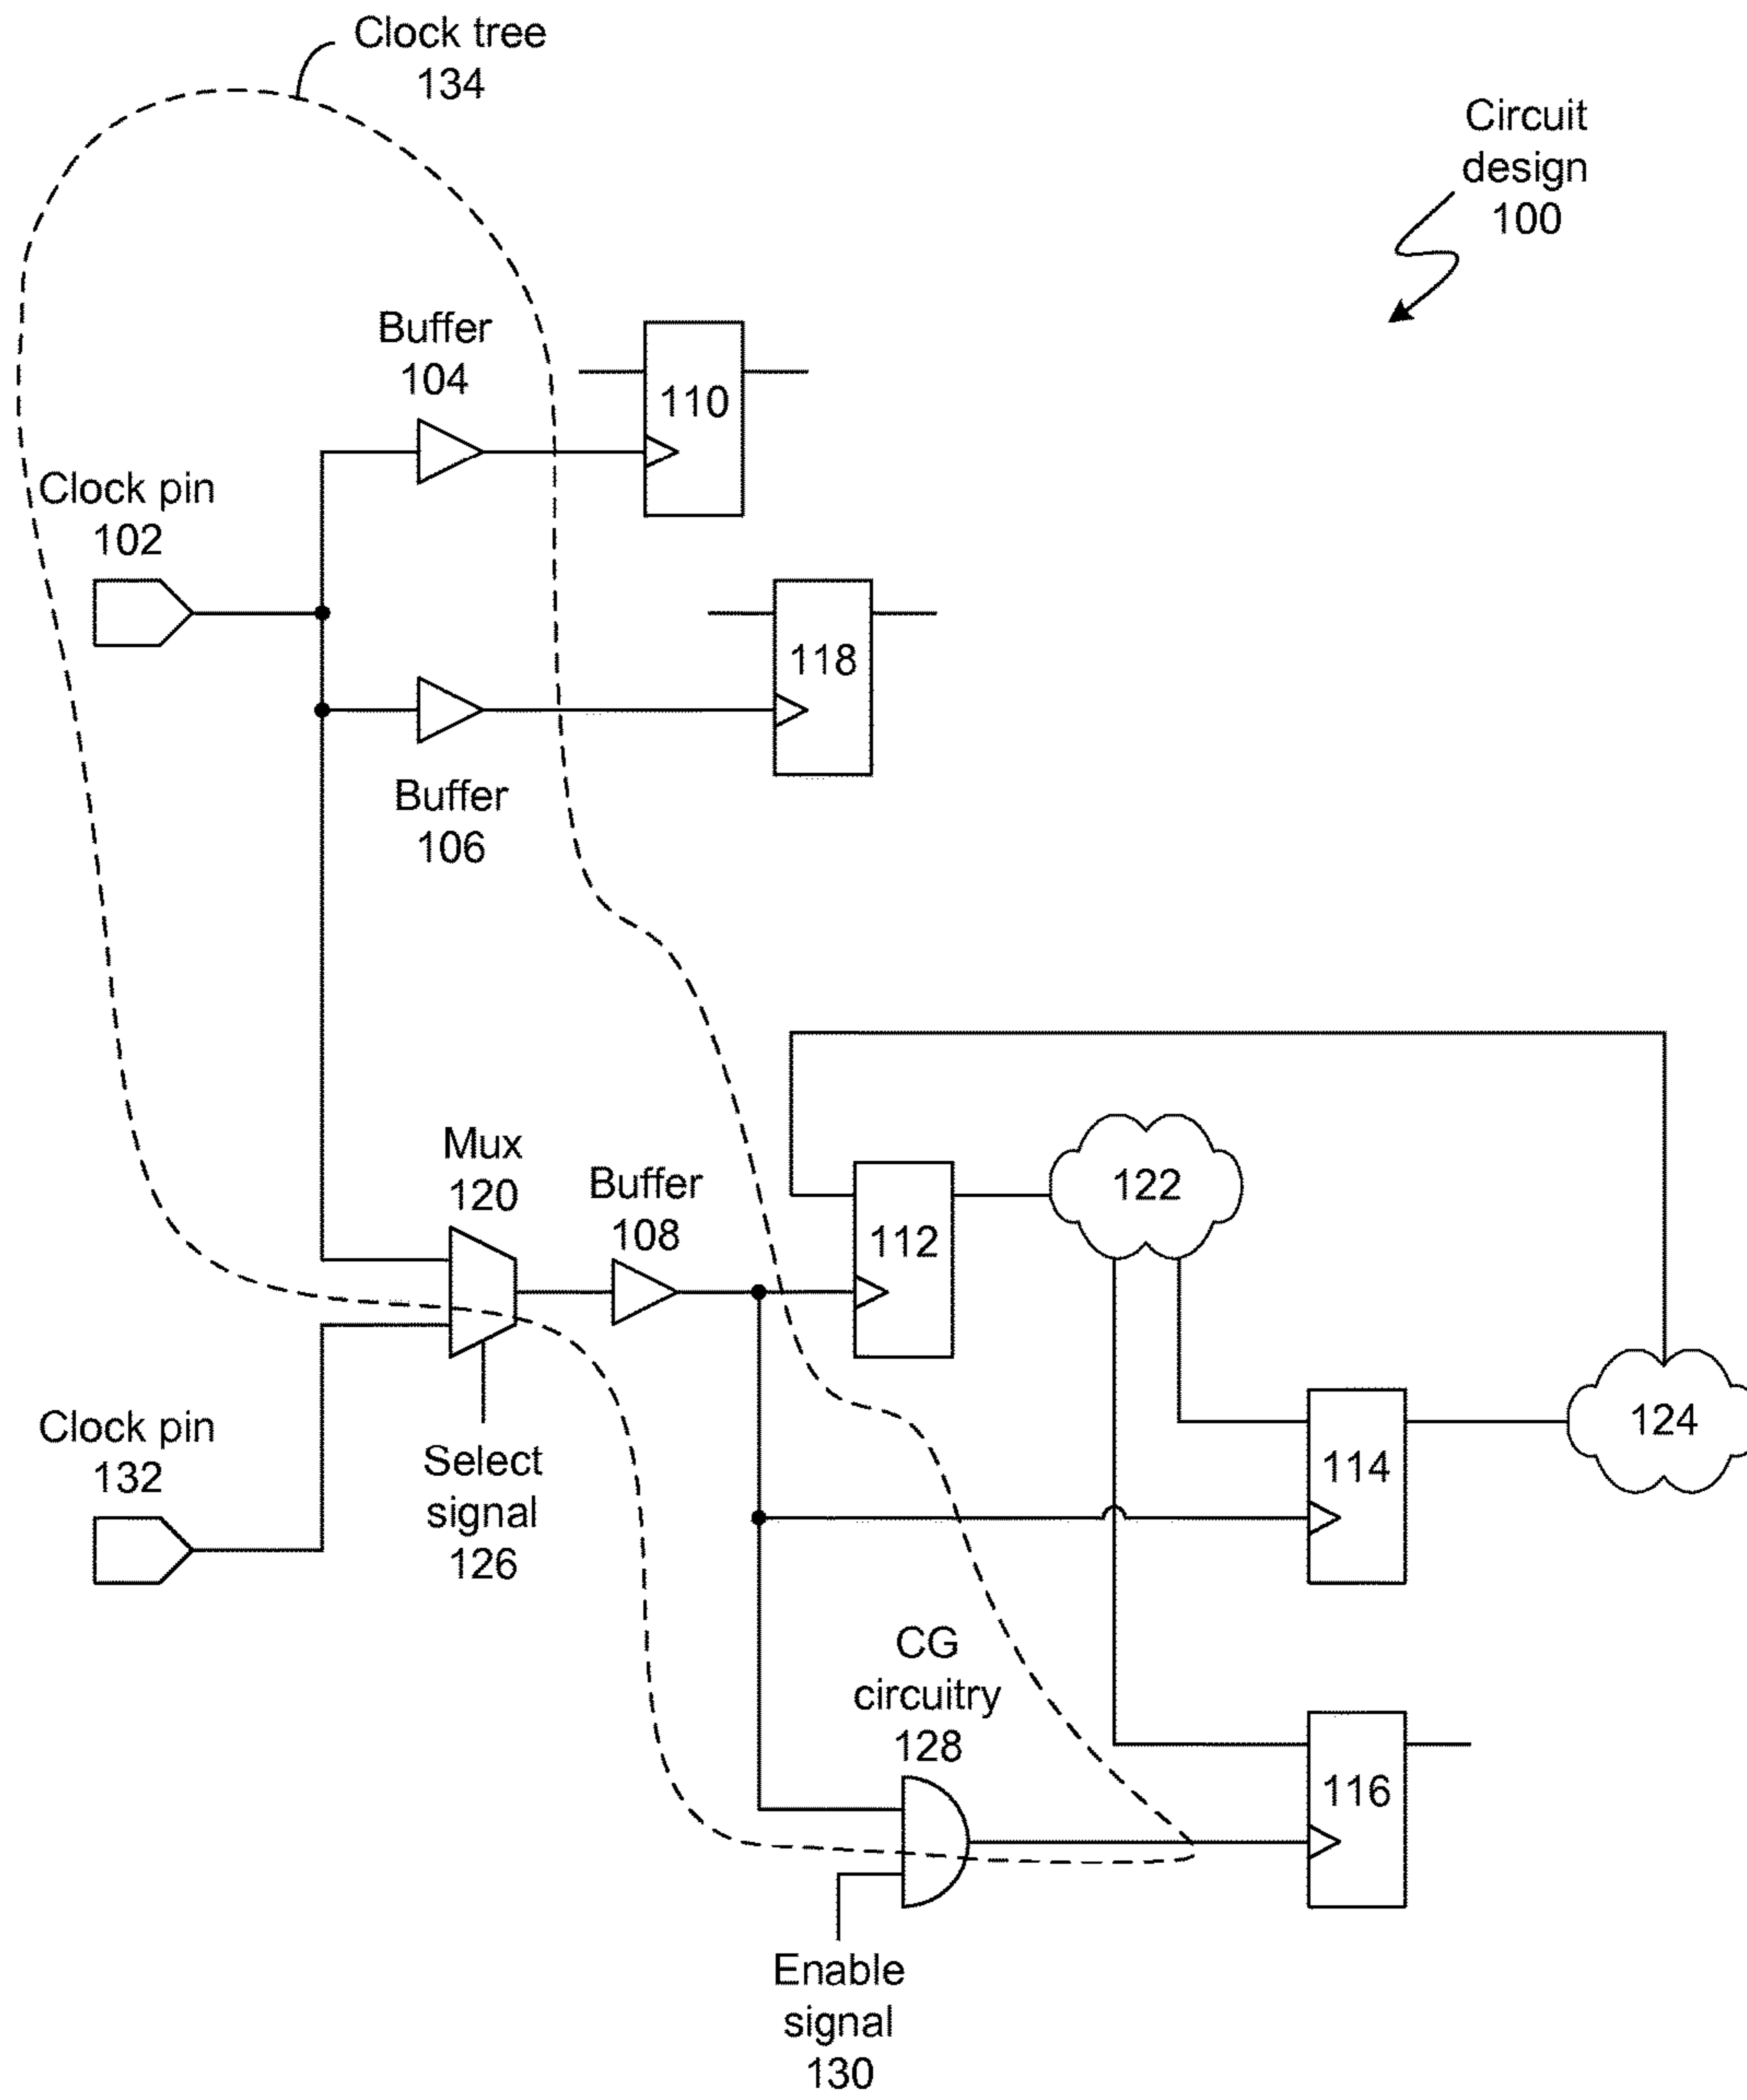 Clock tree
134
Circuit
design
100
Buffer
104
110
Clock pin
102
118
Buffer
106
Mux
120
Buffer
108
112
122
Clock pin
132
Select
signal
126
114
124
CG
circuitry
128
116
Enable
signal
130